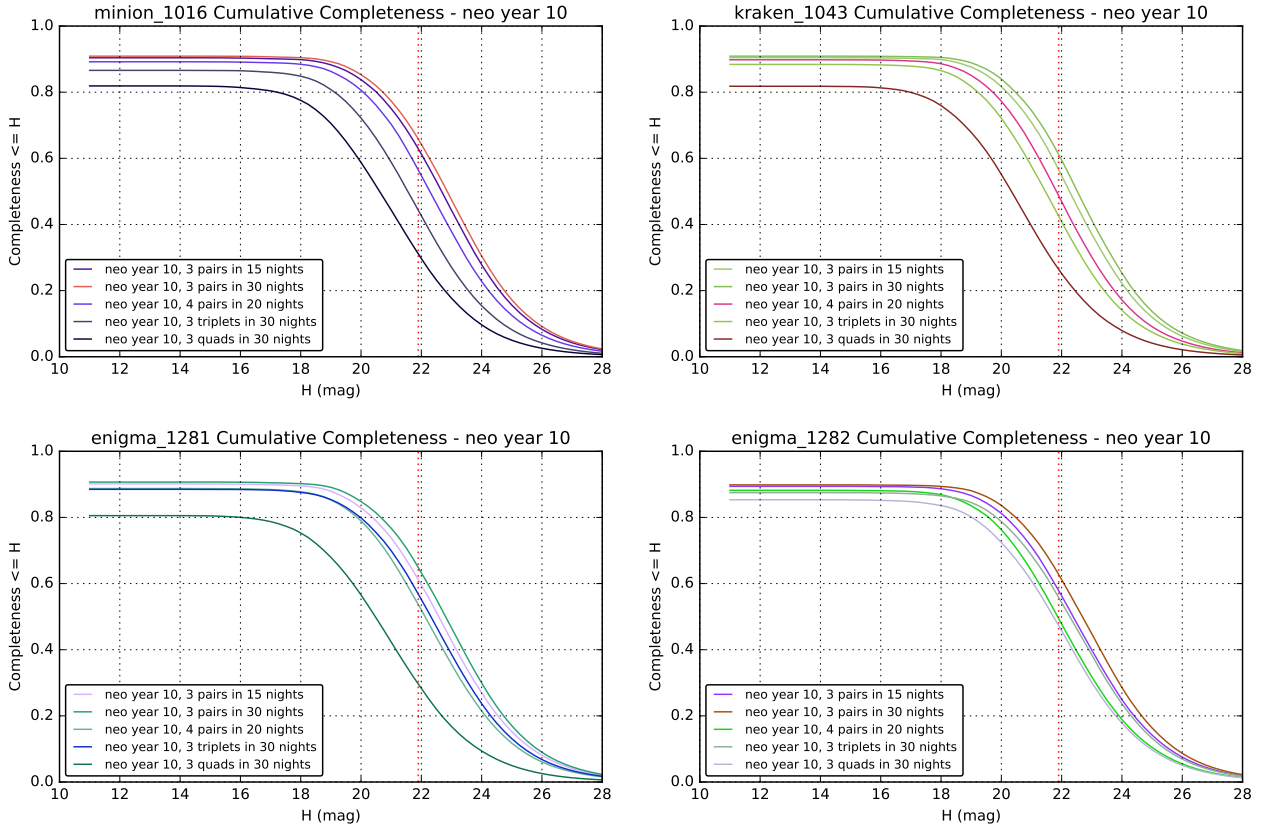 minion_1016 Cumulative Completeness - neo year 10
1.0
0.8
0.6
0.4
0.2
0.0
Completeness <= H
neo year 10, 3 pairs in 15 nights
neo year 10, 3 pairs in 30 nights
neo year 10, 4 pairs in 20 nights
neo year 10, 3 triplets in 30 nights
neo year 10, 3 quads in 30 nights
10 12 14 16 18 20 22 24 26 28
H (mag)
kraken_1043 Cumulative Completeness - neo year 10
1.0
0.8
0.6
0.4
0.2
0.0
Completeness <= H
neo year 10, 3 pairs in 15 nights
neo year 10, 3 pairs in 30 nights
neo year 10, 4 pairs in 20 nights
neo year 10, 3 triplets in 30 nights
neo year 10, 3 quads in 30 nights
10 12 14 16 18 20 22 24 26 28
H (mag)
enigma_1281 Cumulative Completeness - neo year 10
1.0
0.8
0.6
0.4
0.2
0.0
Completeness <= H
neo year 10, 3 pairs in 15 nights
neo year 10, 3 pairs in 30 nights
neo year 10, 4 pairs in 20 nights
neo year 10, 3 triplets in 30 nights
neo year 10, 3 quads in 30 nights
10 12 14 16 18 20 22 24 26 28
H (mag)
enigma_1282 Cumulative Completeness - neo year 10
1.0
0.8
0.6
0.4
0.2
0.0
Completeness <= H
neo year 10, 3 pairs in 15 nights
neo year 10, 3 pairs in 30 nights
neo year 10, 4 pairs in 20 nights
neo year 10, 3 triplets in 30 nights
neo year 10, 3 quads in 30 nights
10 12 14 16 18 20 22 24 26 28
H (mag)